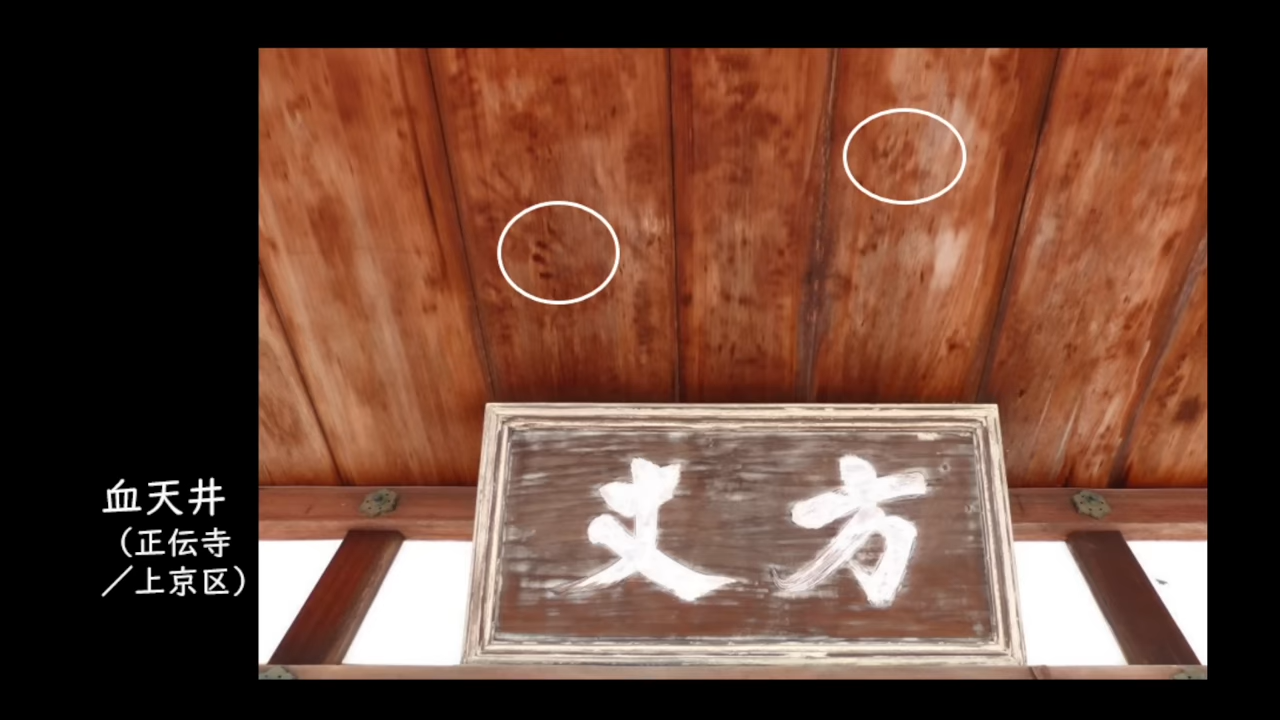 血天井
（正伝寺
／上京区）
方丈